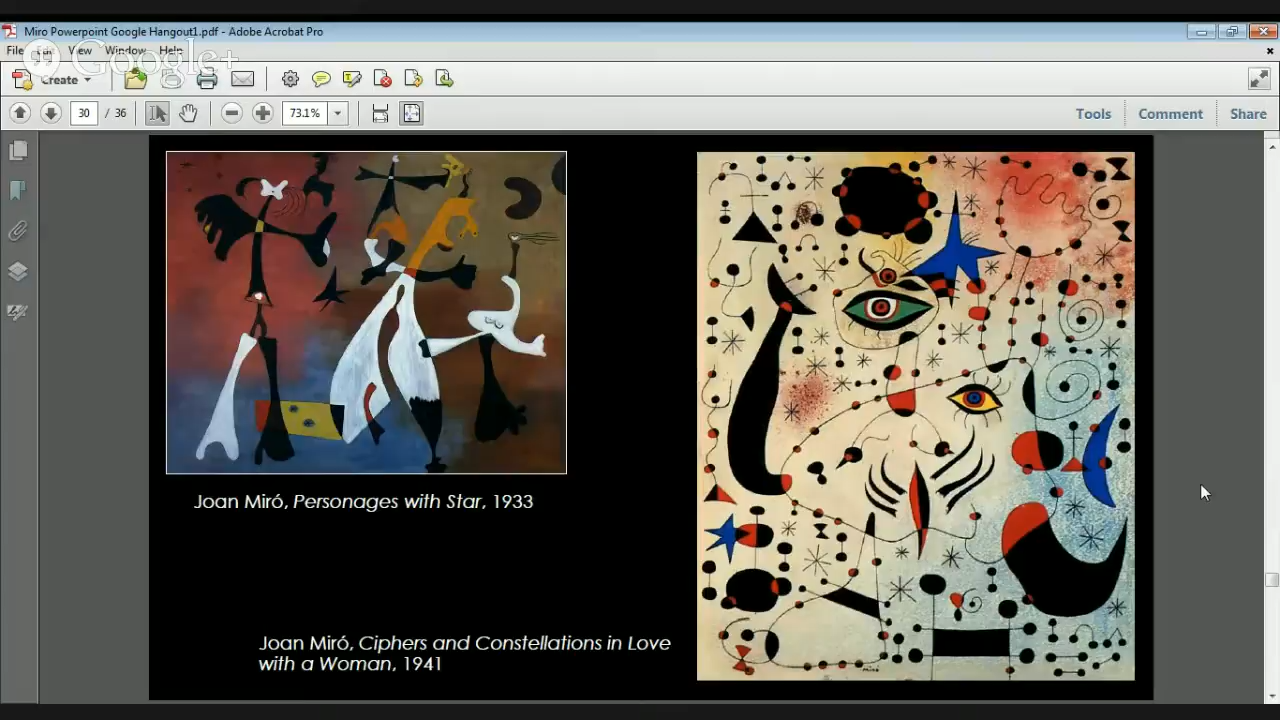 Miro Powerpoint Google Hangout1.pdf - Adobe Acrobat Pro
File Edit View Window Help
Google+
Create
30 / 36
73.1%
Tools
Comment
Share
Joan Miró, Personages with Star, 1933
Joan Miró, Ciphers and Constellations in Love
with a Woman, 1941